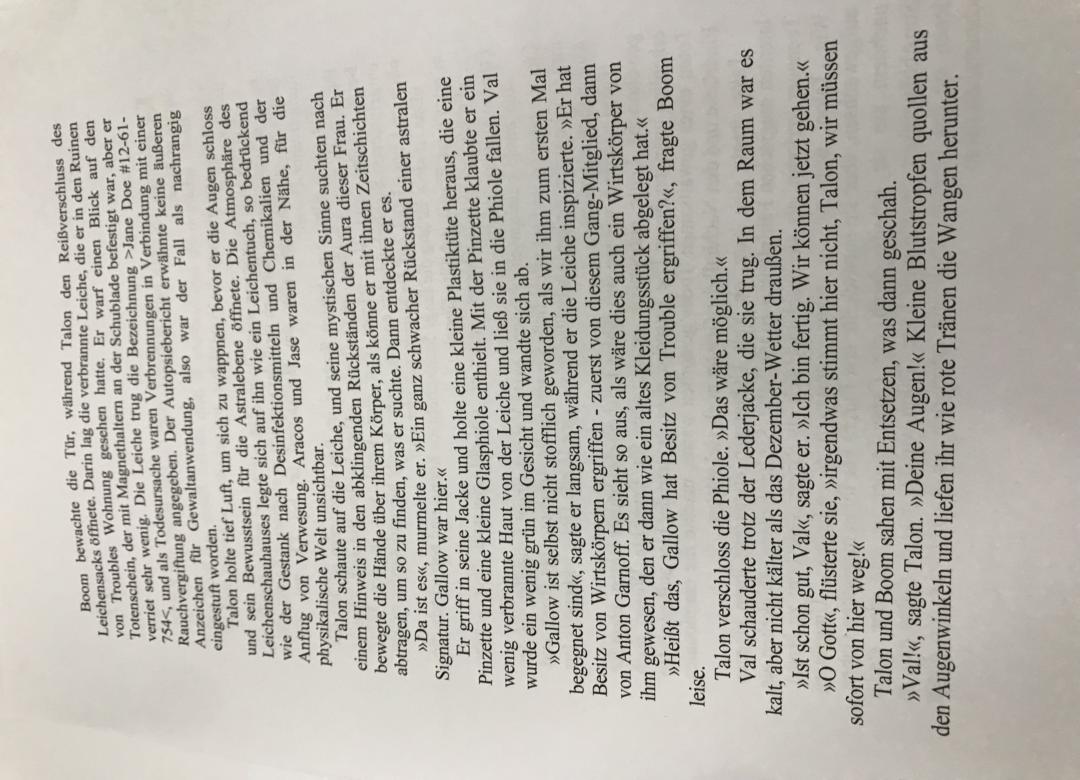 Boom bewachte die Tür, während Talon den Reißverschluss des
Leichensacks öffnete. Darin lag die verbrannte Leiche, die er in den Ruinen
von Troubles Wohnung gesehen hatte. Er warf einen Blick auf den
Totenschein, der mit Magnethaltern an der Schublade befestigt war, aber er
verriet sehr wenig. Die Leiche trug die Bezeichnung >Jane Doe #12-61-
754<, und als Todesursache waren Verbrennungen in Verbindung mit einer
Rauchvergiftung angegeben. Der Autopsiebericht erwähnte keine äußeren
Anzeichen für Gewaltanwendung, also war der Fall als nachrangig
eingestuft worden.
Talon holte tief Luft, um sich zu wappnen, bevor er die Augen schloss
und sein Bewusstsein für die Astralebene öffnete. Die Atmosphäre des
Leichenschauhauses legte sich auf ihn wie ein Leichentuch, so bedrückend
wie der Gestank nach Desinfektionsmitteln und Chemikalien und der
Anflug von Verwesung. Aracos und Jase waren in der Nähe, für die
physikalische Welt unsichtbar.
Talon schaute auf die Leiche, und seine mystischen Sinne suchten nach
einem Hinweis in den abklingenden Rückständen der Aura dieser Frau. Er
bewegte die Hände über ihrem Körper, als könne er mit ihnen Zeitschichten
abtragen, um so zu finden, was er suchte. Dann entdeckte er es.
»Da ist es«, murmelte er. »Ein ganz schwacher Rückstand einer astralen
Signatur. Gallow war hier.«
Er griff in seine Jacke und holte eine kleine Plastiktüte heraus, die eine
Pinzette und eine kleine Glasphiole enthielt. Mit der Pinzette klaubte er ein
wenig verbrannte Haut von der Leiche und ließ sie in die Phiole fallen. Val
wurde ein wenig grün im Gesicht und wandte sich ab.
»Gallow ist selbst nicht stofflich geworden, als wir ihm zum ersten Mal
begegnet sind«, sagte er langsam, während er die Leiche inspizierte. »Er hat
Besitz von Wirtskörpern ergriffen - zuerst von diesem Gang-Mitglied, dann
von Anton Garnoff. Es sieht so aus, als wäre dies auch ein Wirtskörper von
ihm gewesen, den er dann wie ein altes Kleidungsstück abgelegt hat.«
»Heißt das, Gallow hat Besitz von Trouble ergriffen?«, fragte Boom
leise.
Talon verschloss die Phiole. »Das wäre möglich.«
Val schauderte trotz der Lederjacke, die sie trug. In dem Raum war es
kalt, aber nicht kälter als das Dezember-Wetter draußen.
»Ist schon gut, Val«, sagte er. »Ich bin fertig. Wir können jetzt gehen.«
»O Gott«, flüsterte sie, »irgendwas stimmt hier nicht, Talon, wir müssen
sofort von hier weg!«
Talon und Boom sahen mit Entsetzen, was dann geschah.
»Val!«, sagte Talon. »Deine Augen!« Kleine Blutstropfen quollen aus
den Augenwinkeln und liefen ihr wie rote Tränen die Wangen herunter.